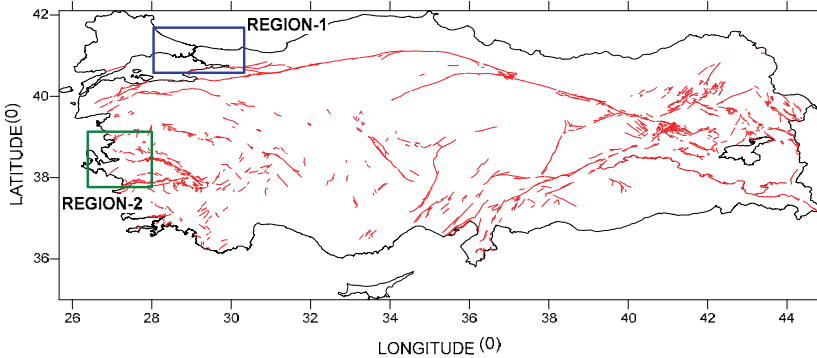 42
REGION-1
40
LATITUDE(0)
38
REGION-2
36
26 28 30 32 34 36 38 40 42 44
LONGITUDE (0)